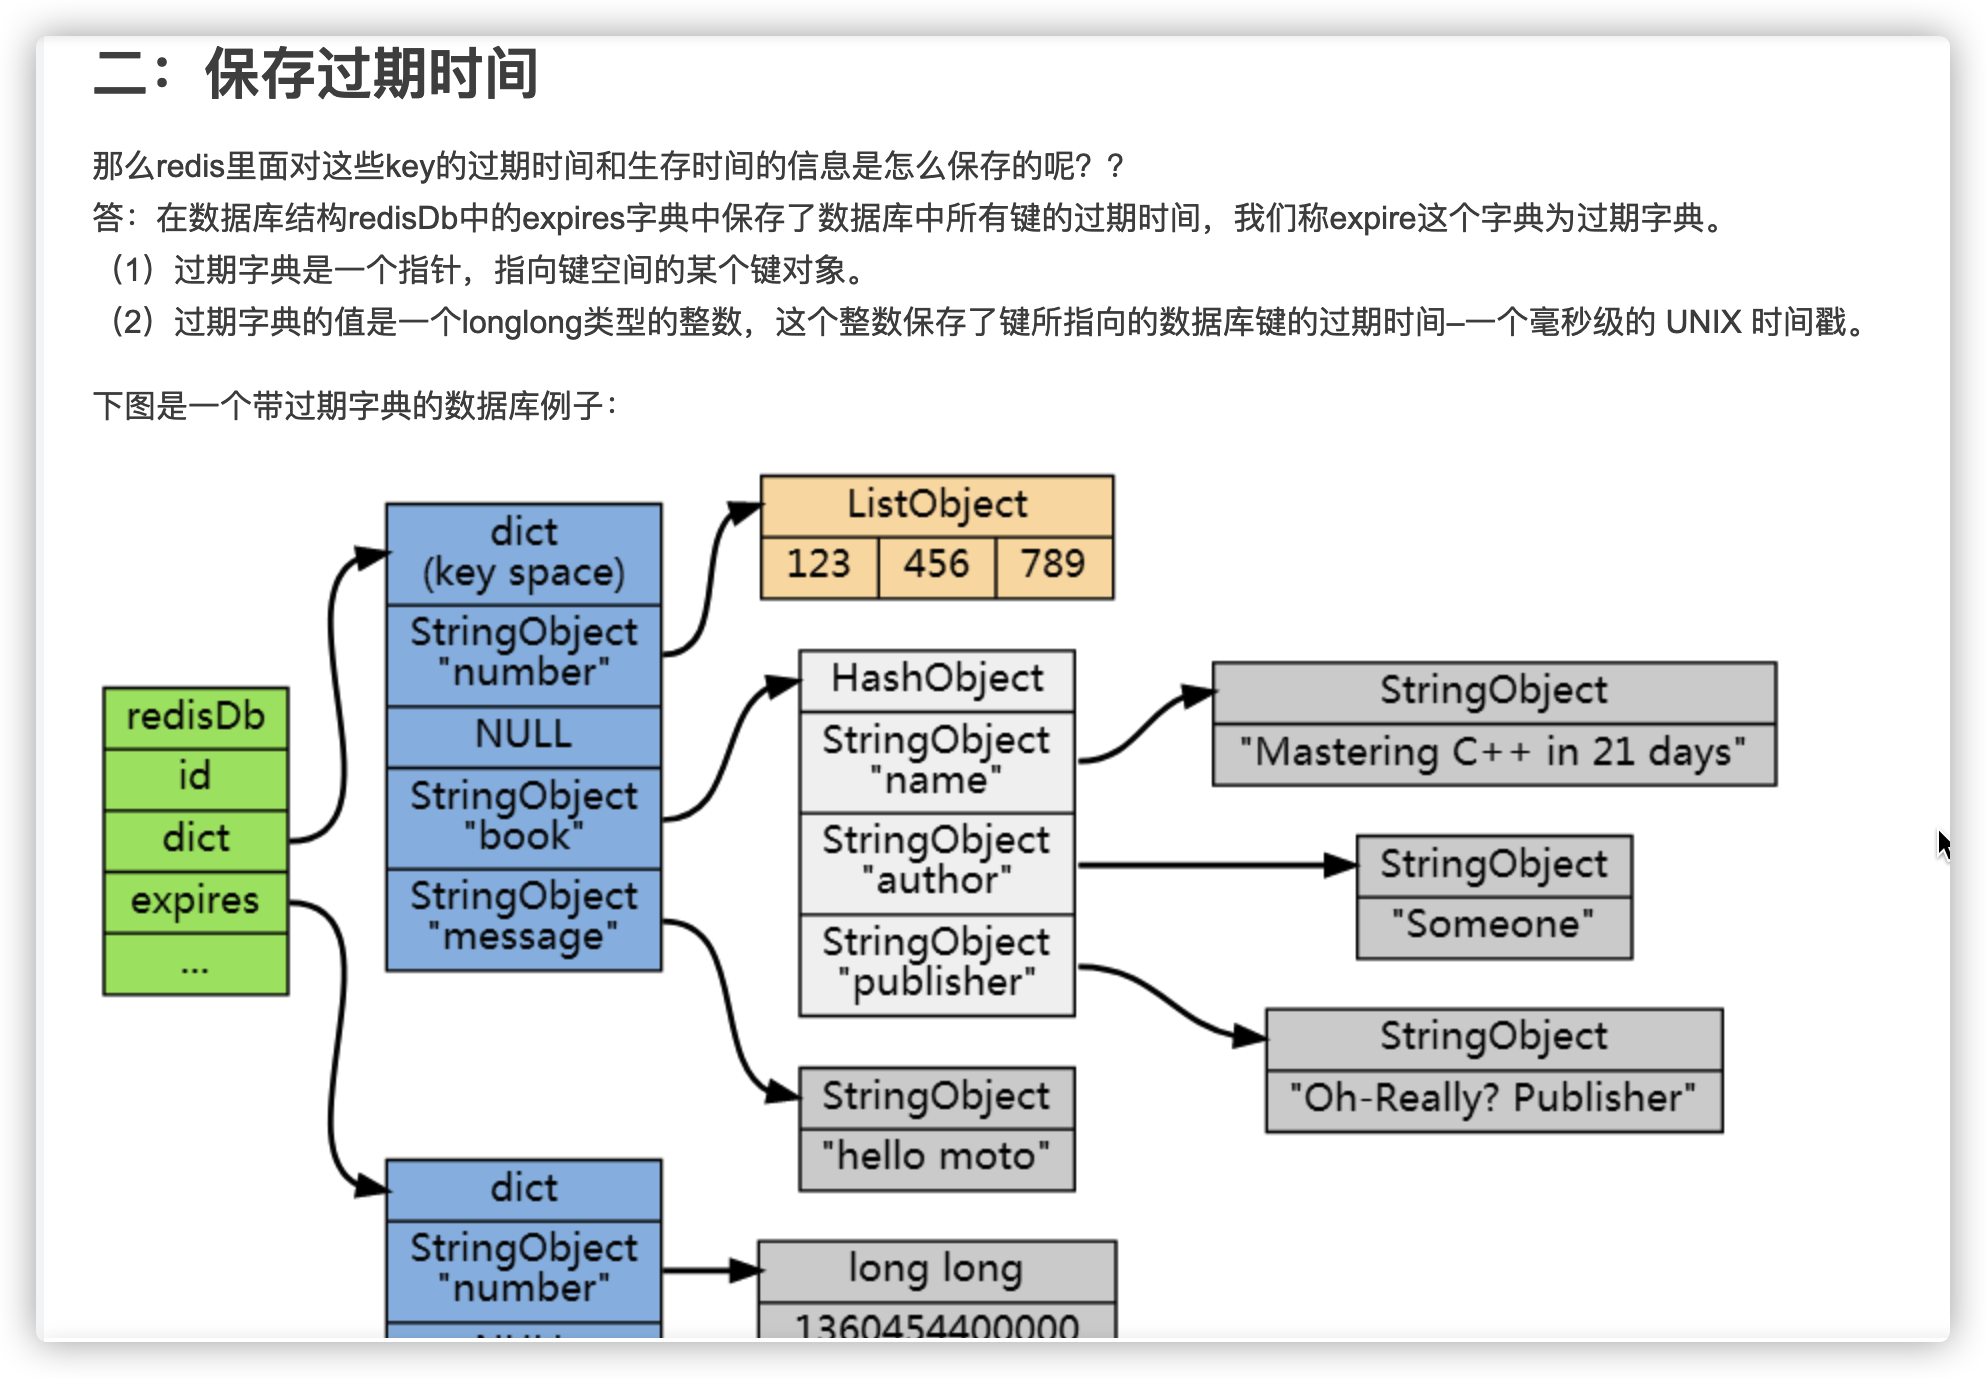 二：保存过期时间
那么redis里面对这些key的过期时间和生存时间的信息是怎么保存的呢？？
答：在数据库结构redisDb中的expires字典中保存了数据库中所有键的过期时间，我们称expire这个字典为过期字典。
（1）过期字典是一个指针，指向键空间的某个键对象。
（2）过期字典的值是一个longlong类型的整数，这个整数保存了键所指向的数据库键的过期时间–一个毫秒级的 UNIX 时间戳。
下图是一个带过期字典的数据库例子：
redisDb
id
dict
expires
...
dict
(key space)
StringObject
"number"
NULL
StringObject
"book"
StringObject
"message"
ListObject
123 456 789
HashObject
StringObject
"name"
StringObject
"author"
StringObject
"publisher"
StringObject
"Mastering C++ in 21 days"
StringObject
"Someone"
StringObject
"Oh-Really? Publisher"
StringObject
"hello moto"
dict
StringObject
"number"
NULL
long long
1360454400000